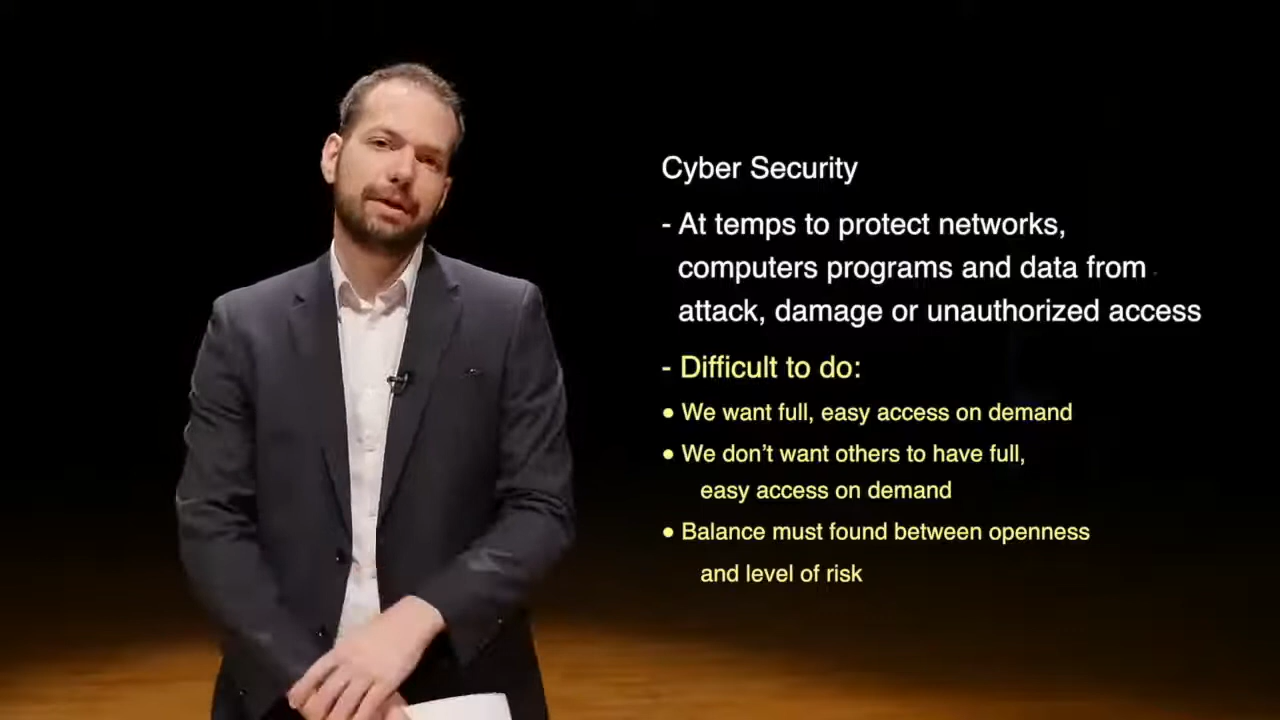 Cyber Security
- At temps to protect networks,
computers programs and data from
attack, damage or unauthorized access
- Difficult to do:
● We want full, easy access on demand
● We don't want others to have full,
easy access on demand
● Balance must found between openness
and level of risk